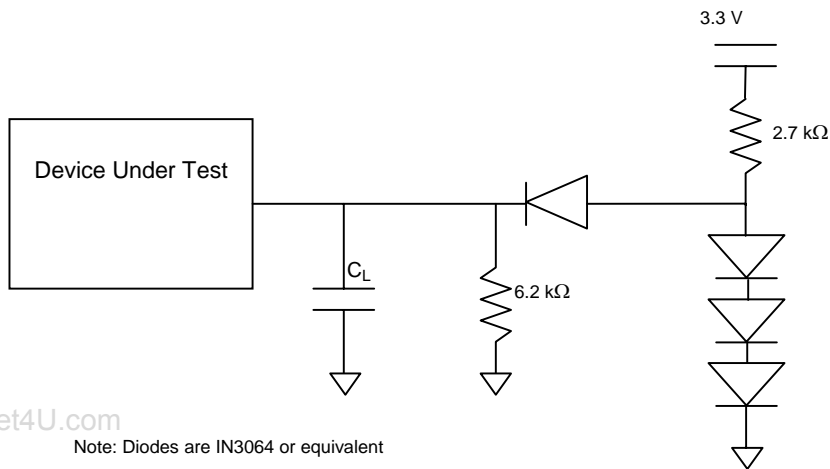 3.3 V
2.7 kΩ
Device Under Test
CL
6.2 kΩ
et4U.com
Note: Diodes are IN3064 or equivalent